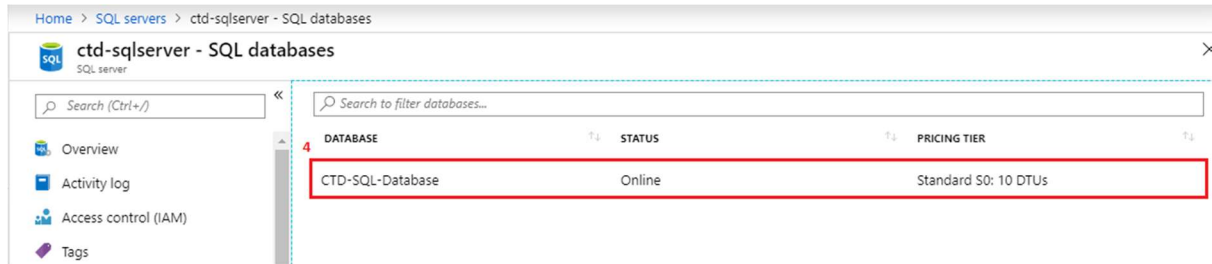 Home > SQL servers > ctd-sqlserver - SQL databases
ctd-sqlserver - SQL databases
SQL
SQL server
Search (Ctrl+/)
«
Search to filter databases...
Overview
Activity log
Access control (IAM)
Tags
4
DATABASE STATUS PRICING TIER
CTD-SQL-Database Online Standard S0: 10 DTUs